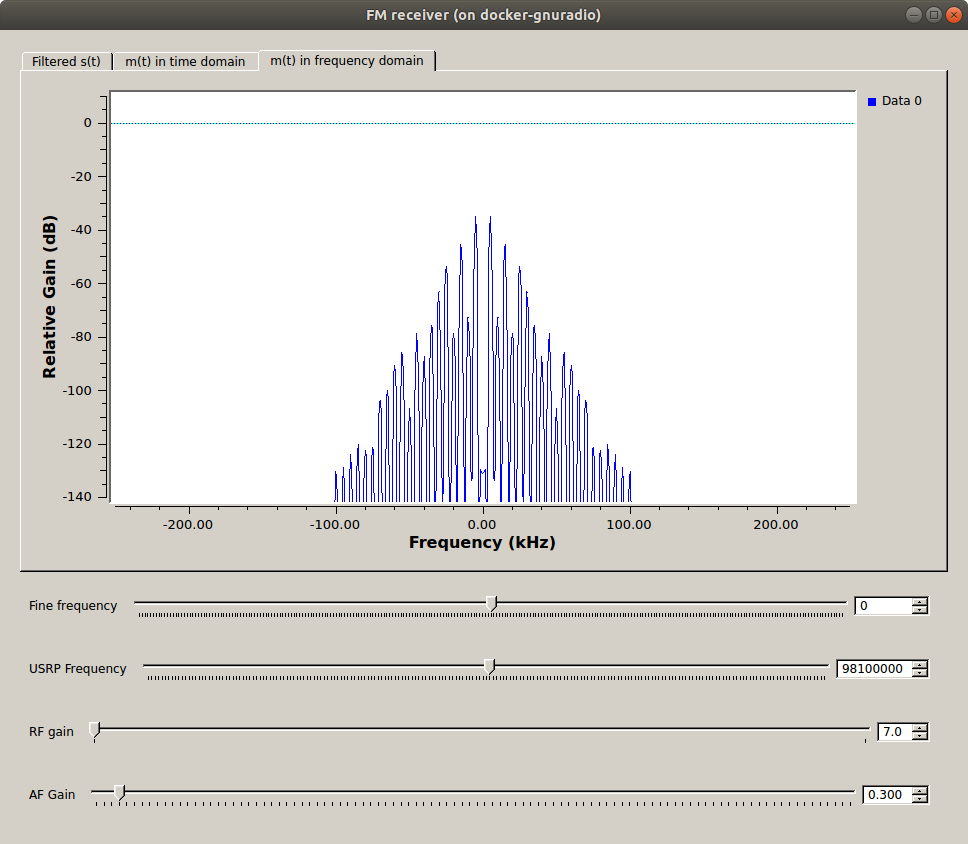 FM receiver (on docker-gnuradio)
Filtered s(t) m(t) in time domain m(t) in frequency domain
Data 0
0
-20
-40
-60
-80
-100
-120
-140
Relative Gain (dB)
-200.00 -100.00 0.00 100.00 200.00
Frequency (kHz)
Fine frequency 0
USRP Frequency 98100000
RF gain 7.0
AF Gain 0.300